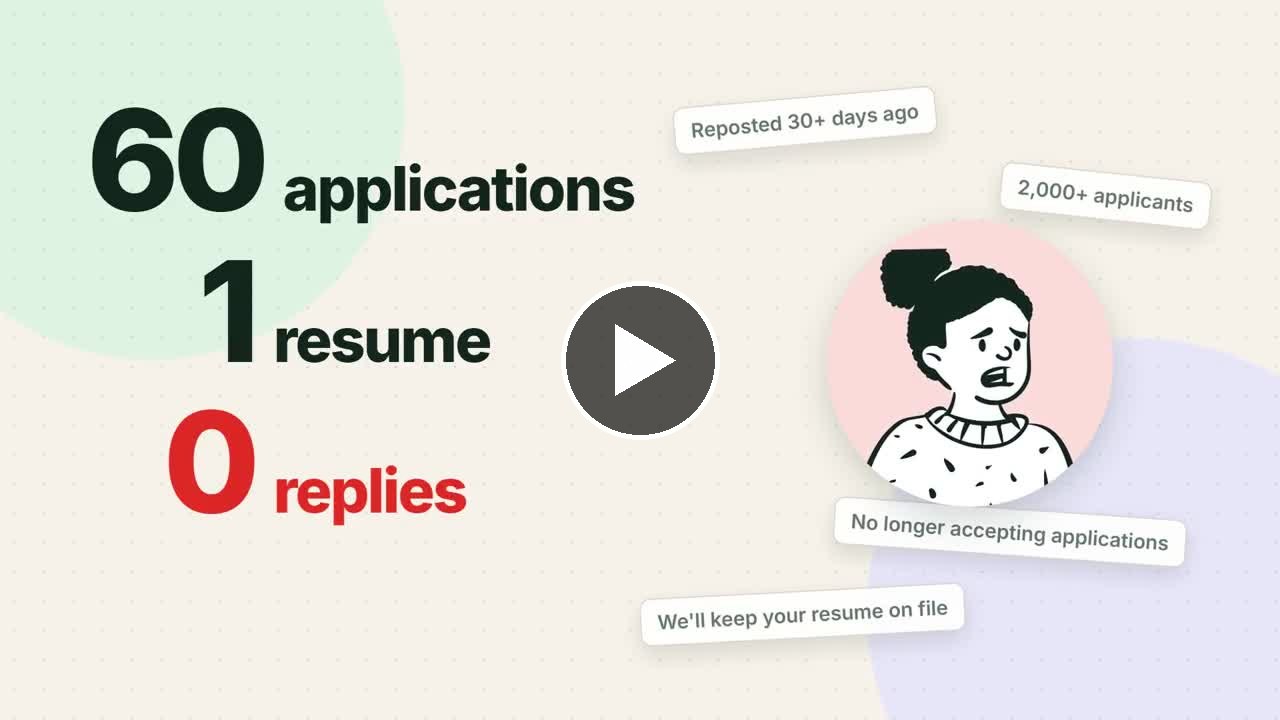 60 applications
1 resume
0 replies
Reposted 30+ days ago
2,000+ applicants
No longer accepting applications
We'll keep your resume on file